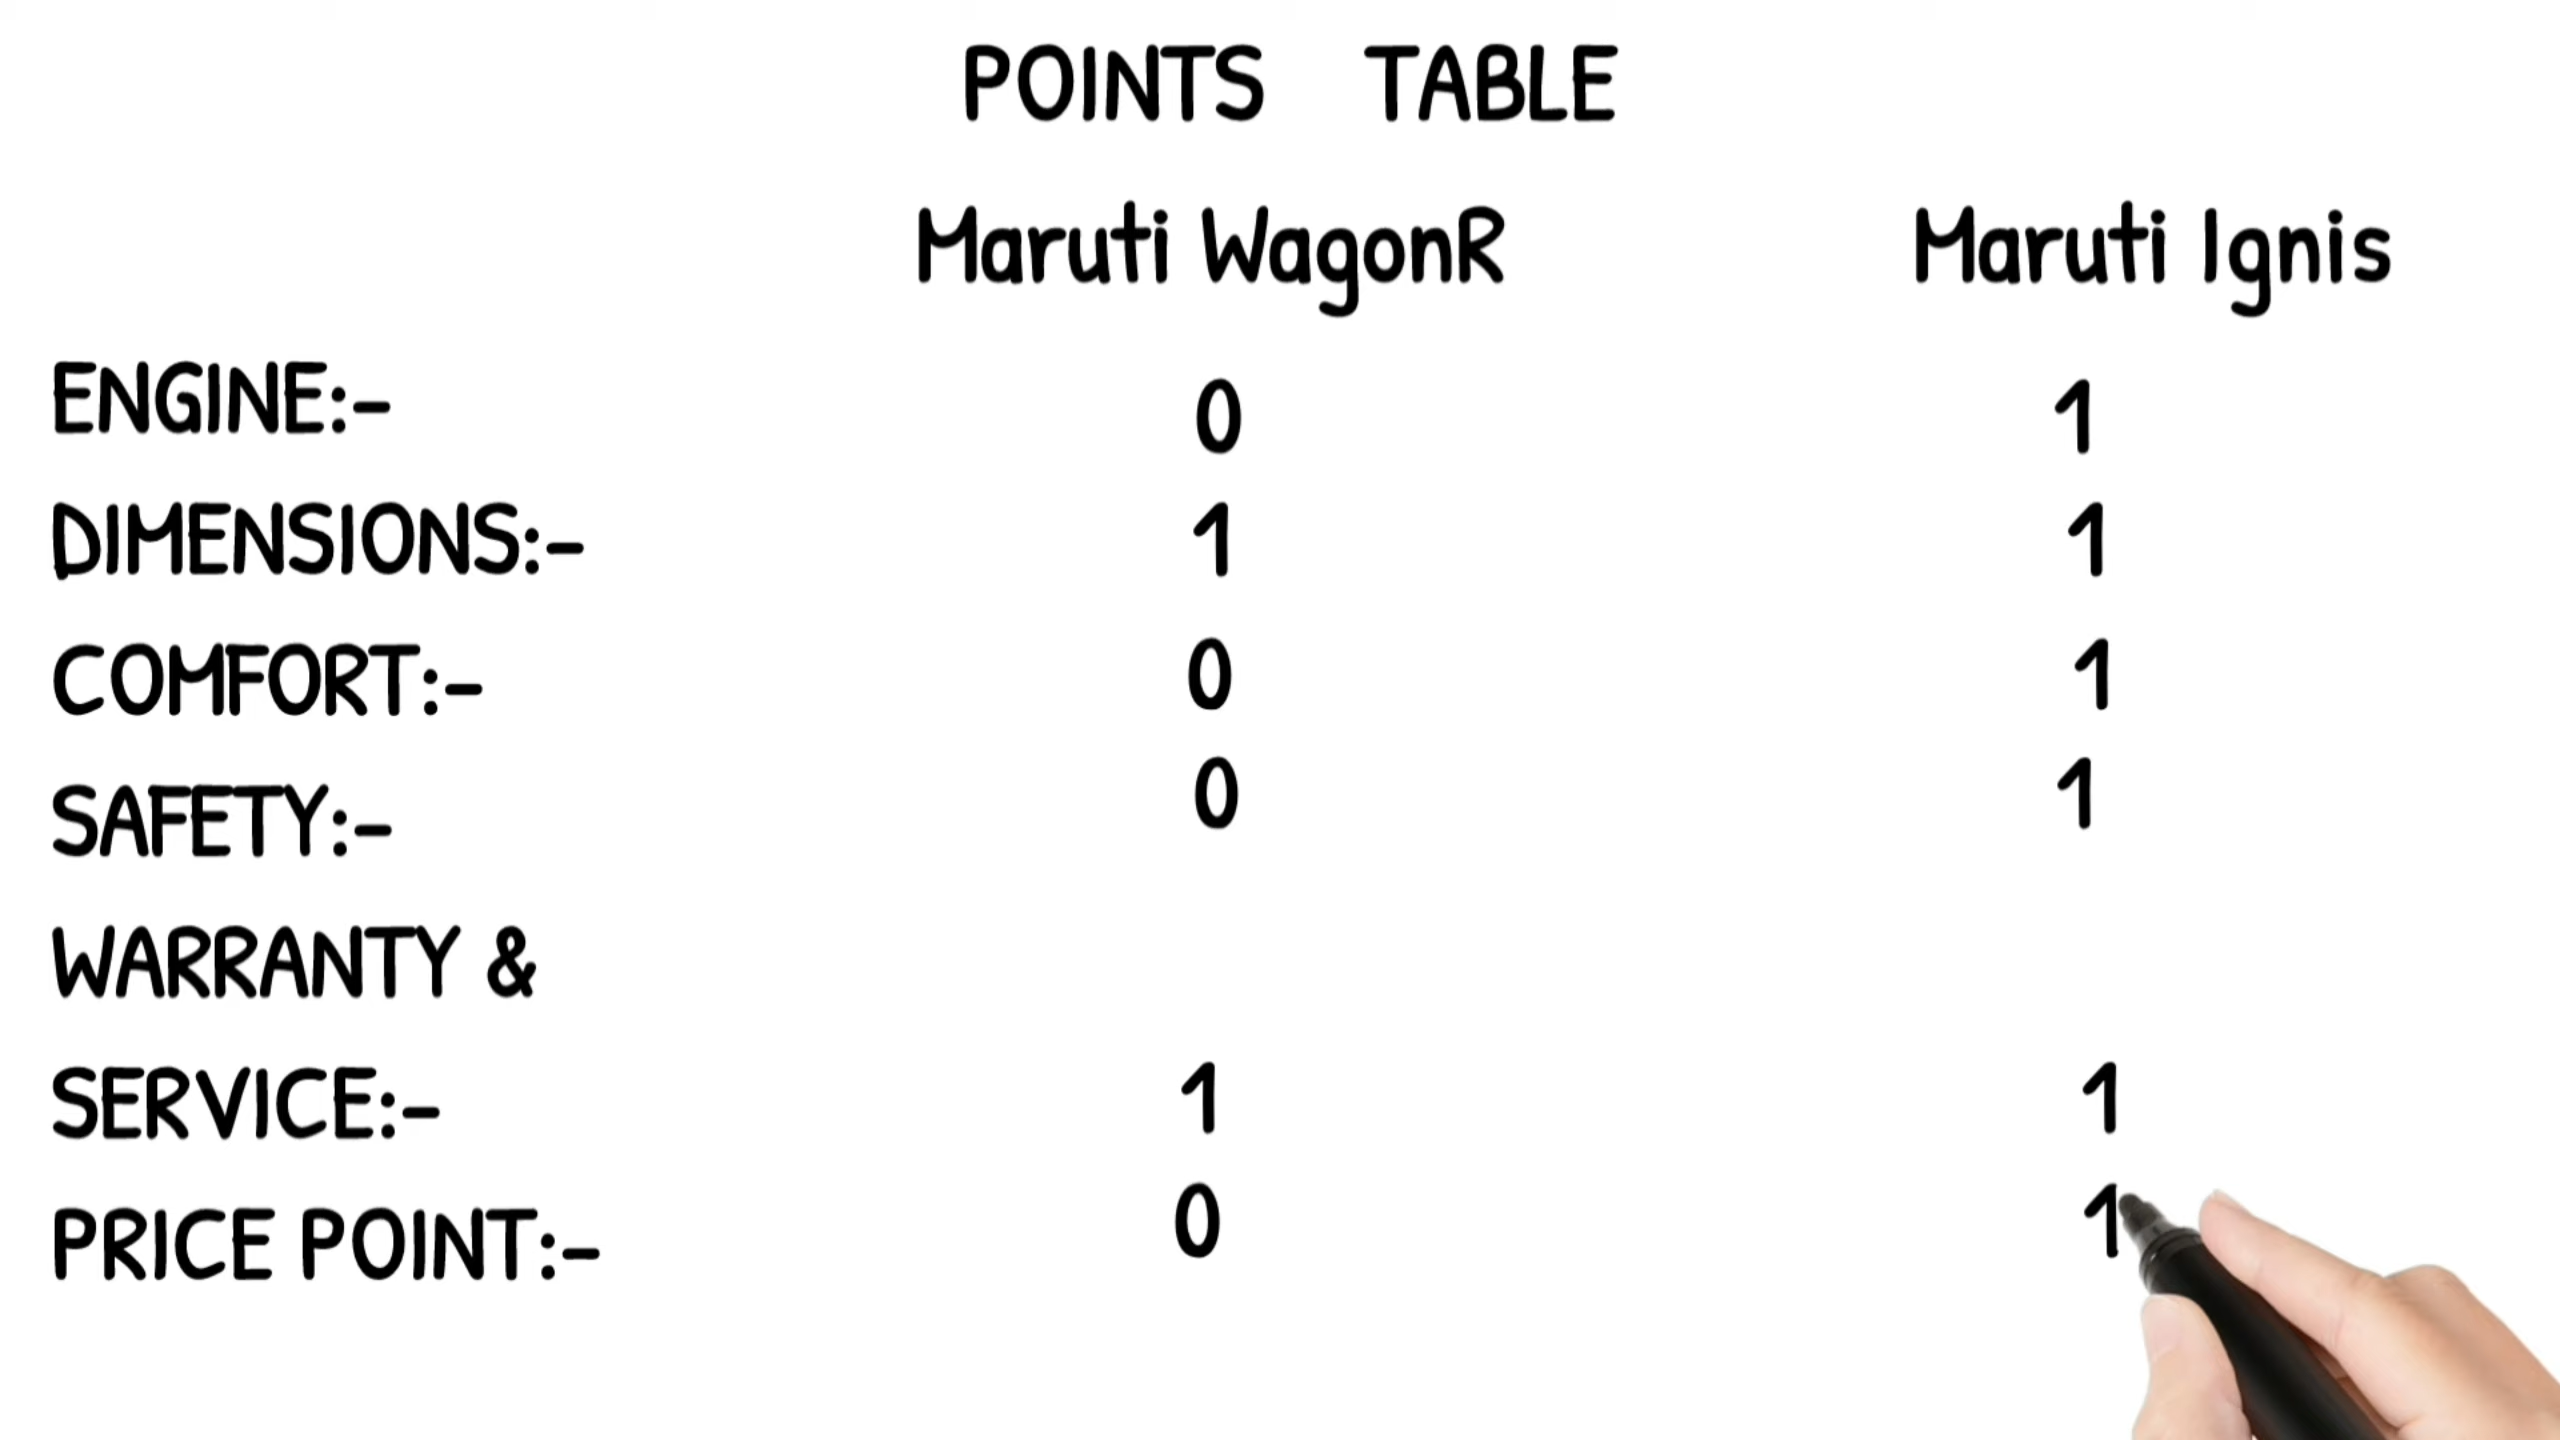 POINTS TABLE
Maruti WagonR Maruti Ignis
ENGINE:- 0 1
DIMENSIONS:- 1 1
COMFORT:- 0 1
SAFETY:- 0 1
WARRANTY &
SERVICE:- 1 1
PRICE POINT:- 0 1